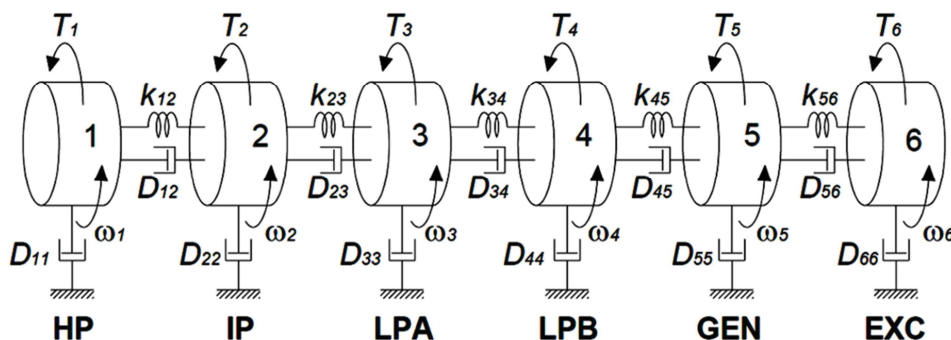 T1 T2 T3 T4 T5 T6
k12 k23 k34 k45 k56
1 2 3 4 5 6
D12 D23 D34 D45 D56
ω1 ω2 ω3 ω4 ω5 ω6
D11 D22 D33 D44 D55 D66
HP IP LPA LPB GEN EXC